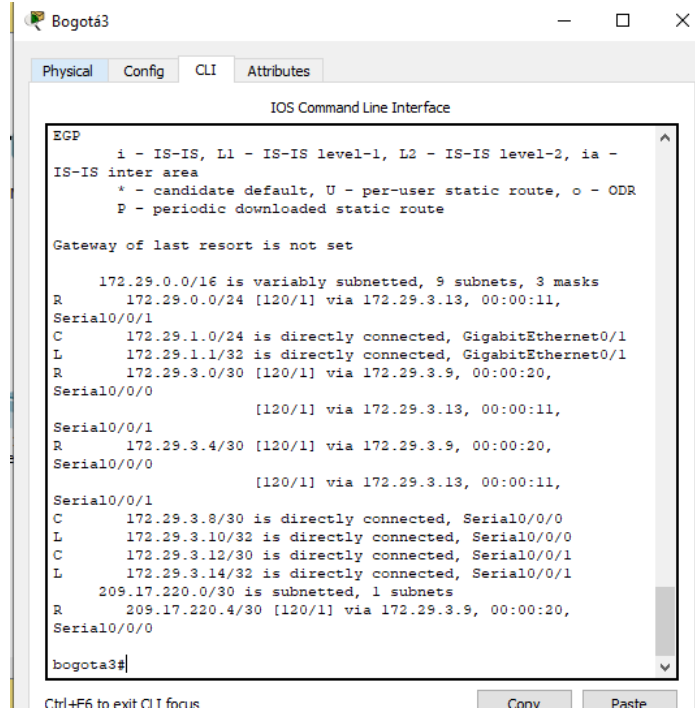 Bogotá3
Physical Config CLI Attributes
IOS Command Line Interface
EGP
i - IS-IS, L1 - IS-IS level-1, L2 - IS-IS level-2, ia -
IS-IS inter area
* - candidate default, U - per-user static route, o - ODR
P - periodic downloaded static route
Gateway of last resort is not set
172.29.0.0/16 is variably subnetted, 9 subnets, 3 masks
R 172.29.0.0/24 [120/1] via 172.29.3.13, 00:00:11,
Serial0/0/1
C 172.29.1.0/24 is directly connected, GigabitEthernet0/1
L 172.29.1.1/32 is directly connected, GigabitEthernet0/1
R 172.29.3.0/30 [120/1] via 172.29.3.9, 00:00:20,
Serial0/0/0
[120/1] via 172.29.3.13, 00:00:11,
Serial0/0/1
R 172.29.3.4/30 [120/1] via 172.29.3.9, 00:00:20,
Serial0/0/0
[120/1] via 172.29.3.13, 00:00:11,
Serial0/0/1
C 172.29.3.8/30 is directly connected, Serial0/0/0
L 172.29.3.10/32 is directly connected, Serial0/0/0
C 172.29.3.12/30 is directly connected, Serial0/0/1
L 172.29.3.14/32 is directly connected, Serial0/0/1
209.17.220.0/30 is subnetted, 1 subnets
R 209.17.220.4/30 [120/1] via 172.29.3.9, 00:00:20,
Serial0/0/0
bogota3#
Ctrl+F6 to exit CLI focus Copy Paste